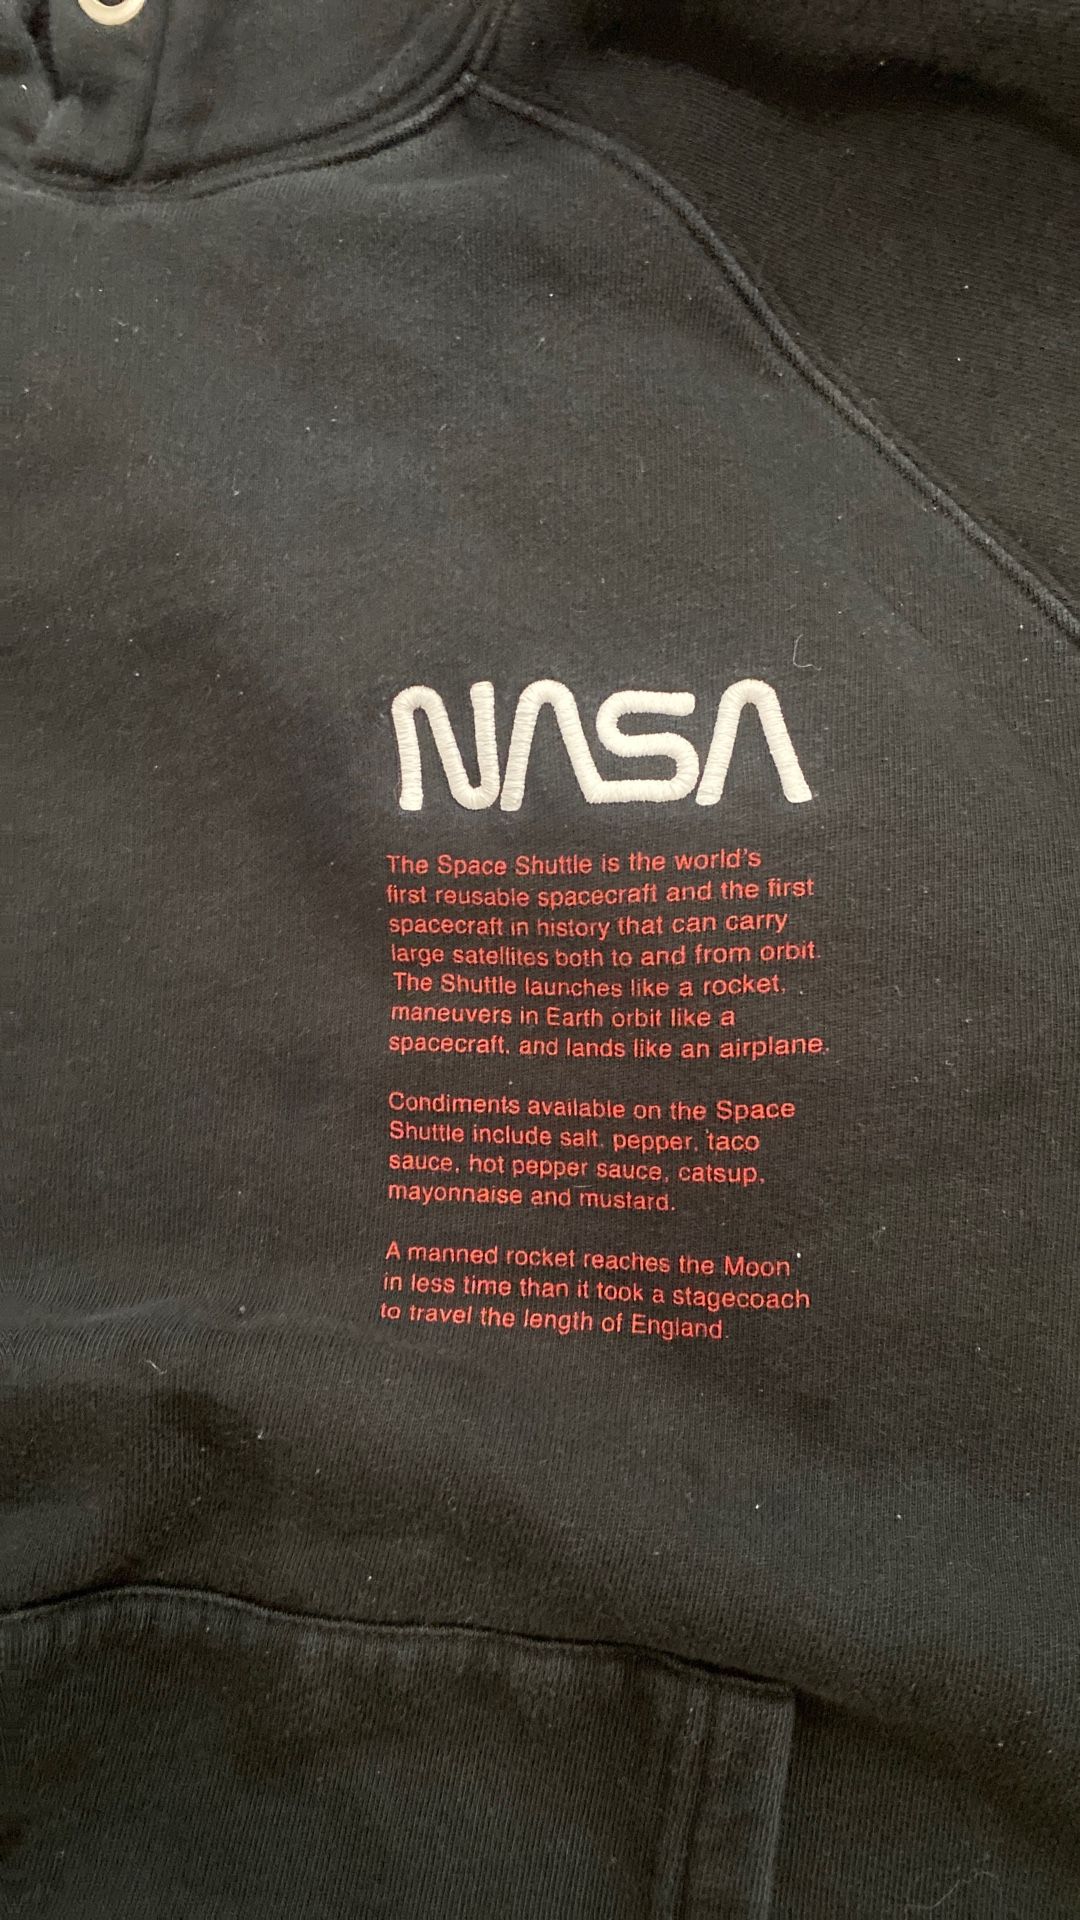 NASA
The Space Shuttle is the world's
first reusable spacecraft and the first
spacecraft in history that can carry
large satellites both to and from orbit.
The Shuttle launches like a rocket,
maneuvers in Earth orbit like a
spacecraft, and lands like an airplane.
Condiments available on the Space
Shuttle include salt, pepper, taco
sauce, hot pepper sauce, catsup,
mayonnaise and mustard.
A manned rocket reaches the Moon
in less time than it took a stagecoach
to travel the length of England.